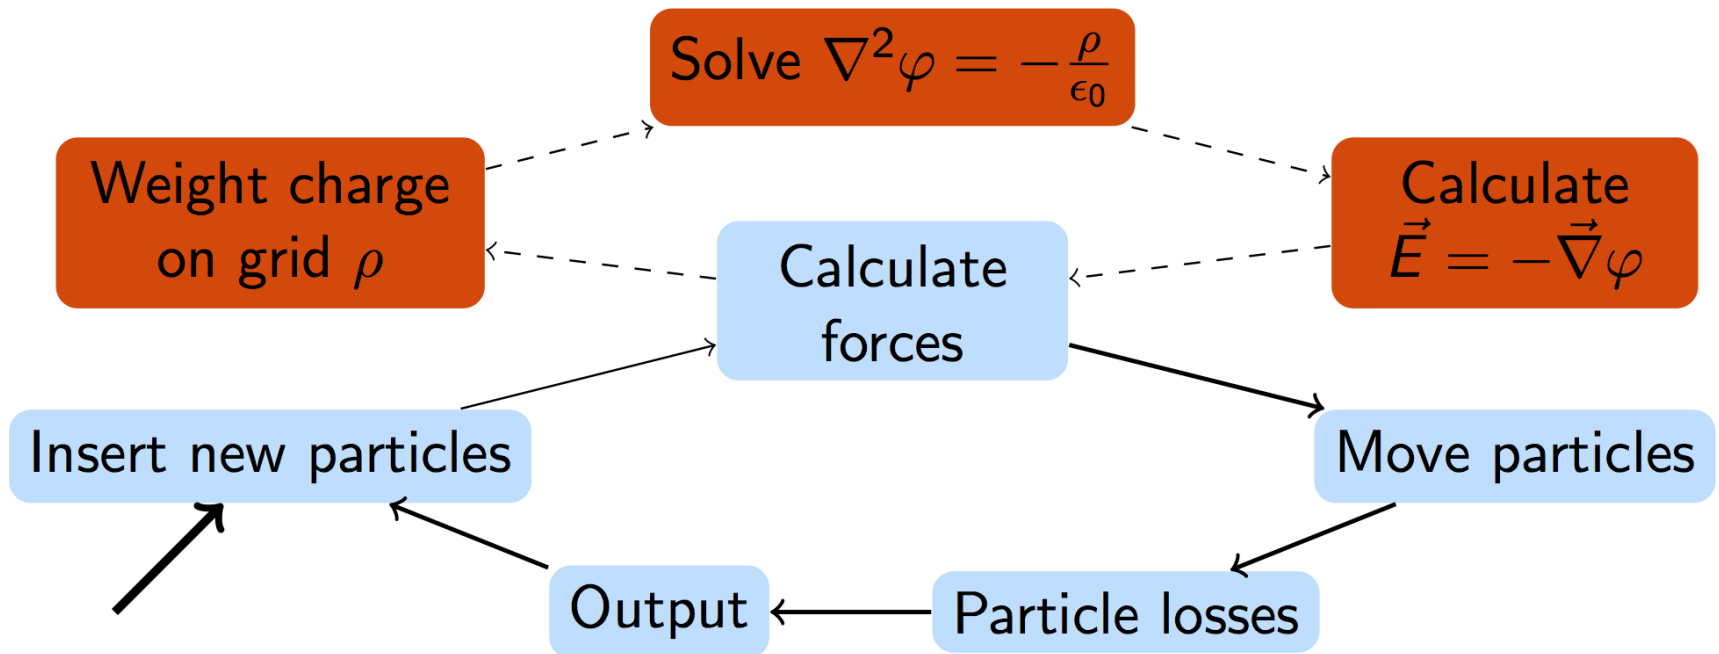 Solve ∇²φ = −ρ/ϵ₀
Weight charge
on grid ρ
Calculate
E⃗ = −∇⃗φ
Calculate
forces
Insert new particles
Move particles
Output
Particle losses